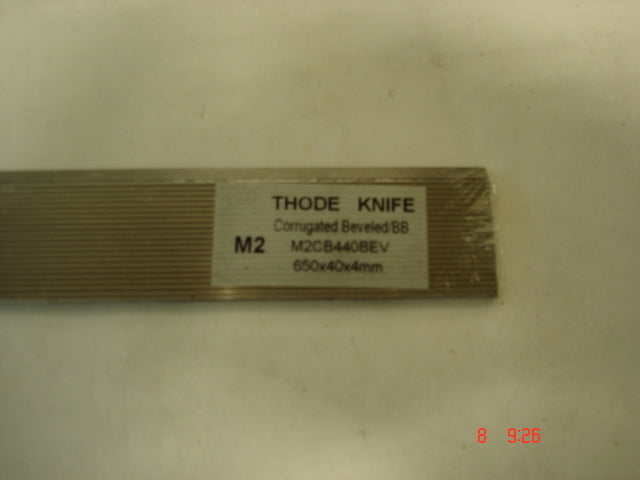 THODE KNIFE
Corrugated Beveled/BB
M2
M2CB440BEV
650x40x4mm
8 9:26